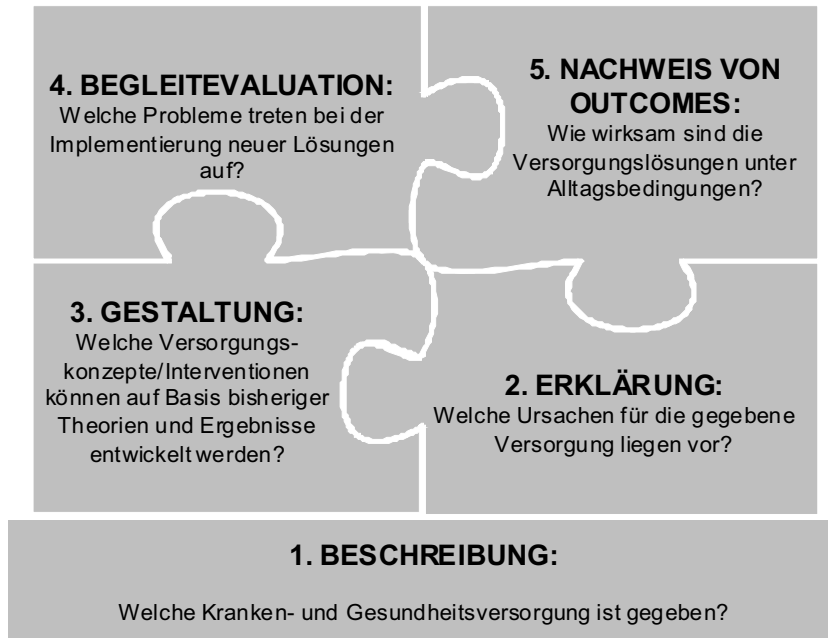 4. BEGLEITEVALUATION:
Welche Probleme treten bei der
Implementierung neuer Lösungen
auf?
5. NACHWEIS VON
OUTCOMES:
Wie wirksam sind die
Versorgungslösungen unter
Alltagsbedingungen?
3. GESTALTUNG:
Welche Versorgungs-
konzepte/Interventionen
können auf Basis bisheriger
Theorien und Ergebnisse
entwickelt werden?
2. ERKLÄRUNG:
Welche Ursachen für die gegebene
Versorgung liegen vor?
1. BESCHREIBUNG:
Welche Kranken- und Gesundheitsversorgung ist gegeben?